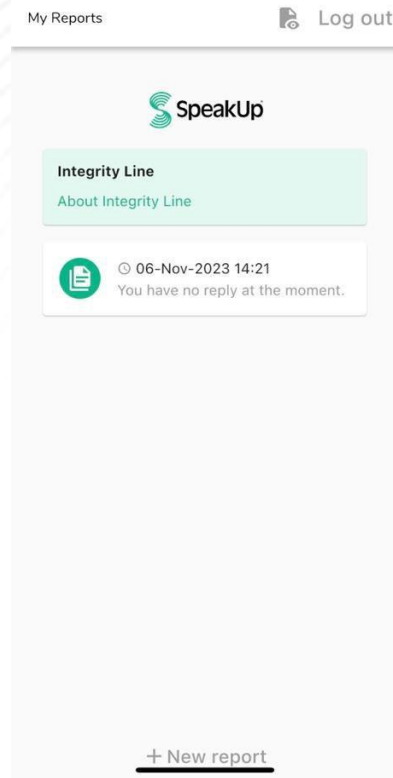 My Reports
Log out
SpeakUp
Integrity Line
About Integrity Line
06-Nov-2023 14:21
You have no reply at the moment.
+ New report